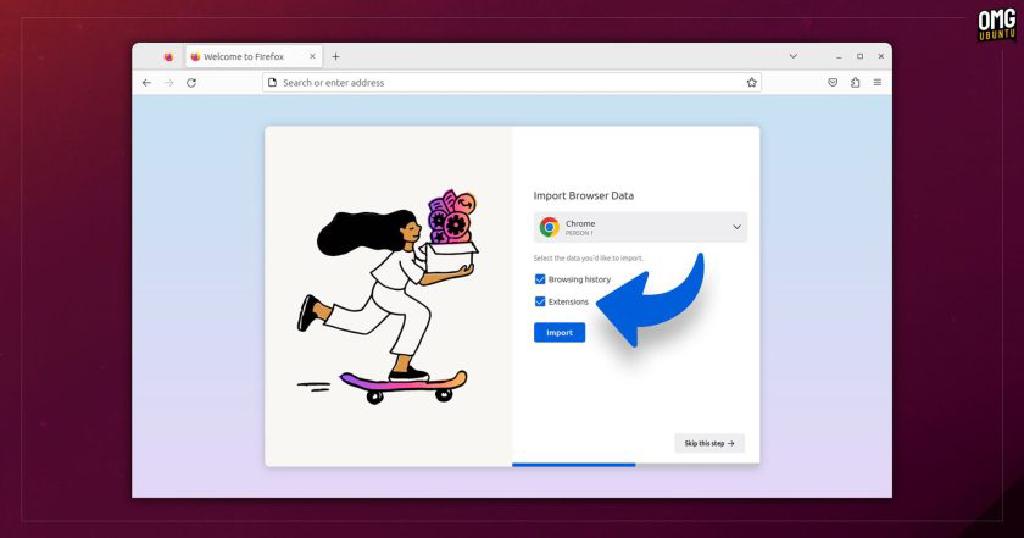 OMG
UBUNTU
Welcome to Firefox
Search or enter address
Import Browser Data
Chrome
PERSON 1
Select the data you'd like to import.
Browsing history
Extensions
Import
Skip this step